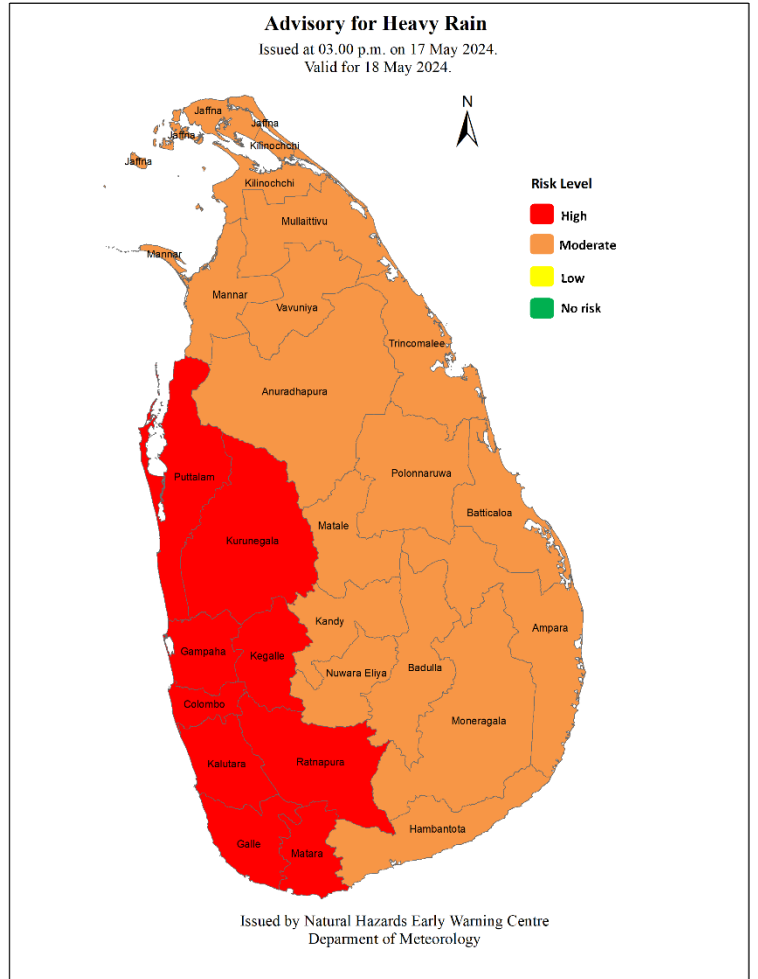 Advisory for Heavy Rain
Issued at 03.00 p.m. on 17 May 2024.
Valid for 18 May 2024.
N
Jaffna
Jaffna
Jaffna
Kilinochchi
Jaffna
Kilinochchi
Risk Level
High
Mullaittivu
Moderate
Mannar
Low
Mannar
Vavuniya
No risk
Trincomalee
Anuradhapura
Puttalam
Polonnaruwa
Batticaloa
Matale
Kurunegala
Kandy
Ampara
Gampaha
Kegalle
Badulla
Nuwara Eliya
Colombo
Moneragala
Kalutara
Ratnapura
Hambantota
Galle
Matara
Issued by Natural Hazards Early Warning Centre
Deparment of Meteorology